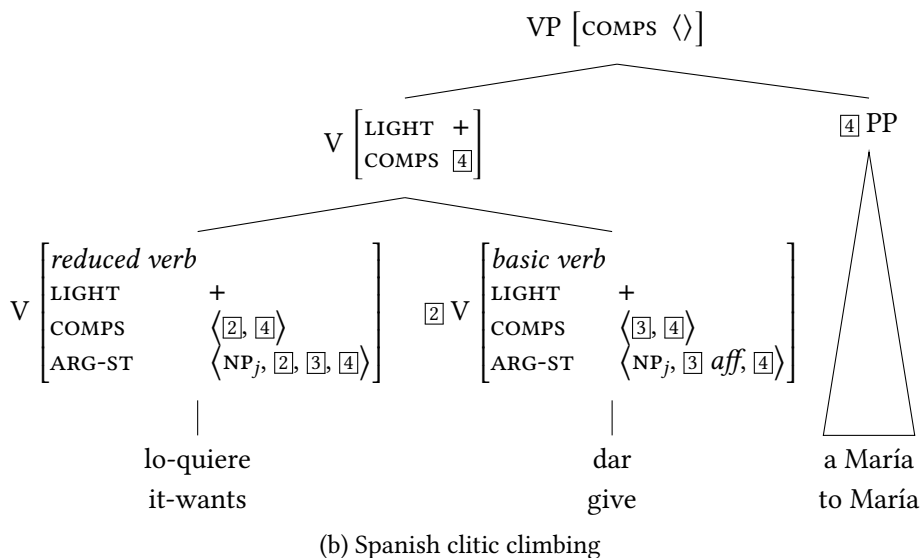 VP [COMPS ⟨⟩]
V [LIGHT +
COMPS 4]
4 PP
V [reduced verb
LIGHT +
COMPS ⟨2, 4⟩
ARG-ST ⟨NPj, 2, 3, 4⟩]
2 V [basic verb
LIGHT +
COMPS ⟨3, 4⟩
ARG-ST ⟨NPj, 3 aff, 4⟩]
lo-quiere dar a María
it-wants give to María
(b) Spanish clitic climbing